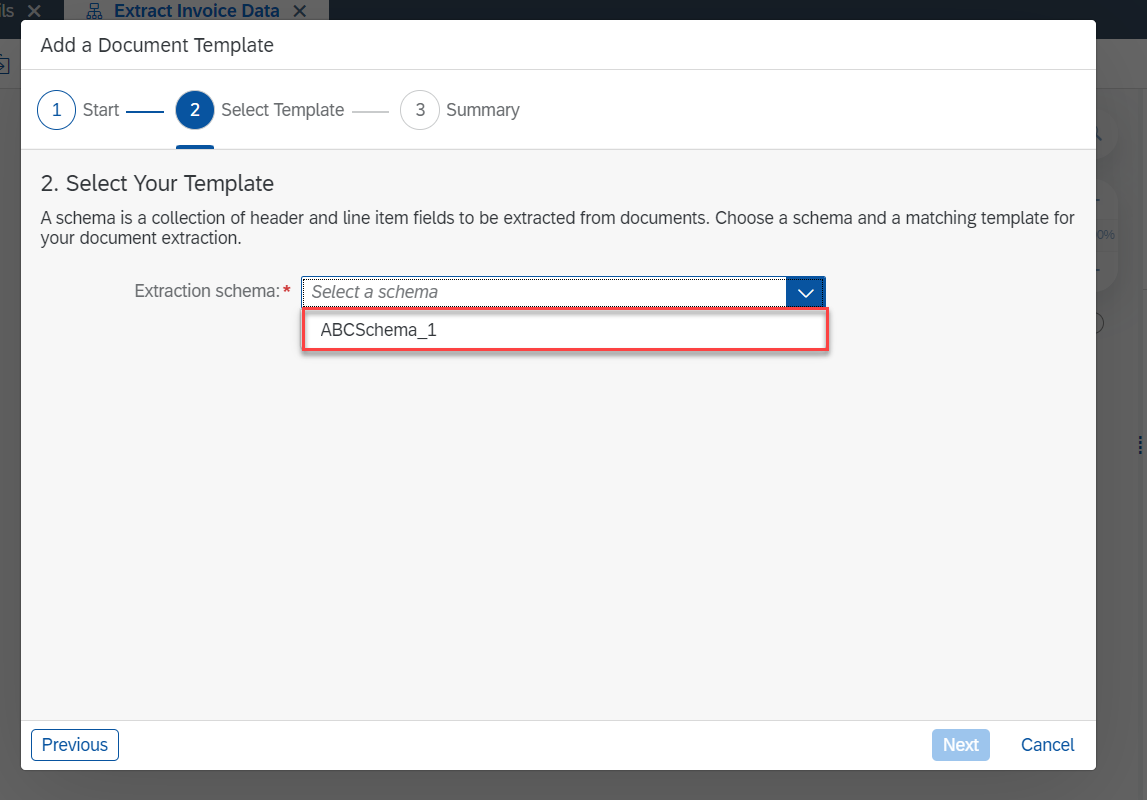 ils
Extract Invoice Data
Add a Document Template
1 Start 2 Select Template 3 Summary
2. Select Your Template
A schema is a collection of header and line item fields to be extracted from documents. Choose a schema and a matching template for
your document extraction.
Extraction schema:* Select a schema
ABCSchema_1
0%
Previous Next Cancel